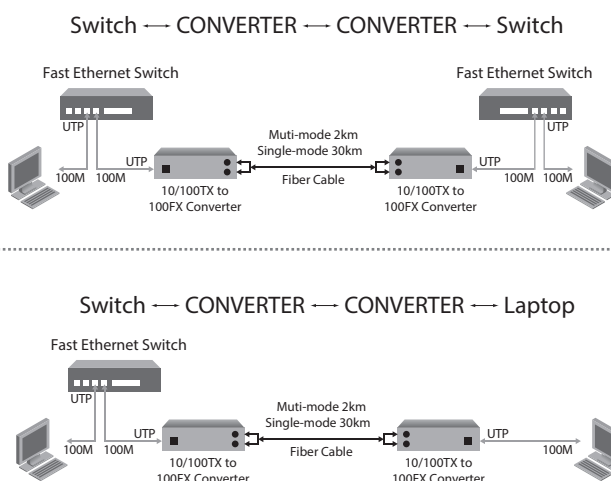 Switch ↔ CONVERTER ↔ CONVERTER ↔ Switch
Fast Ethernet Switch
Fast Ethernet Switch
UTP
UTP
Muti-mode 2km
Single-mode 30km
UTP
UTP
100M
100M
Fiber Cable
100M
100M
10/100TX to
100FX Converter
10/100TX to
100FX Converter
Switch ↔ CONVERTER ↔ CONVERTER ↔ Laptop
Fast Ethernet Switch
UTP
Muti-mode 2km
Single-mode 30km
UTP
UTP
100M
100M
Fiber Cable
100M
10/100TX to
100FX Converter
10/100TX to
100FX Converter